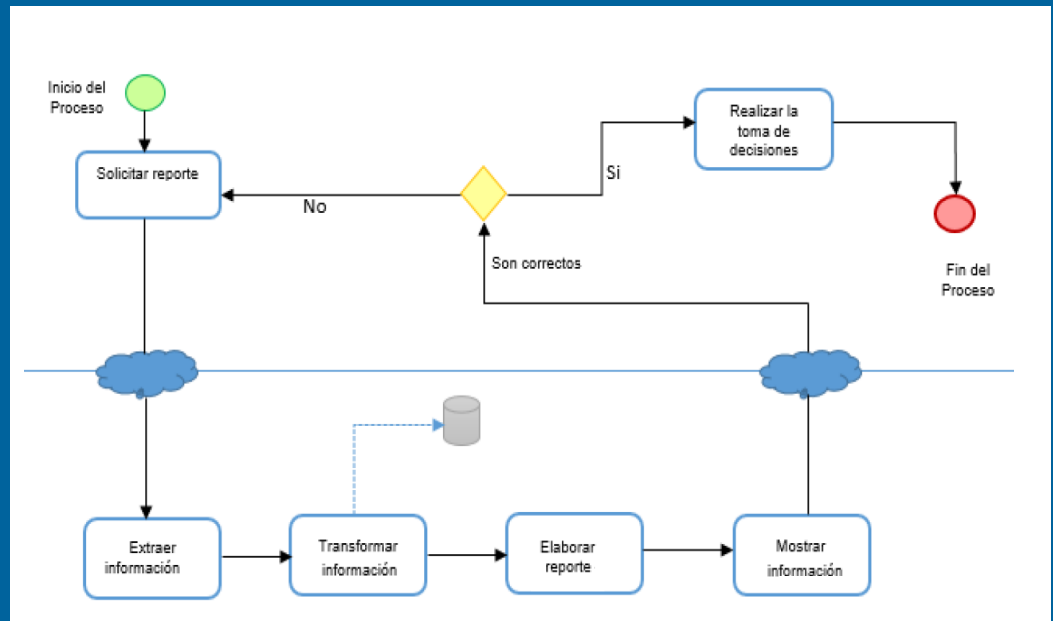 Inicio del
Proceso
Solicitar reporte
No
Si
Realizar la
toma de
decisiones
Son correctos
Fin del
Proceso
Extraer
información
Transformar
información
Elaborar
reporte
Mostrar
información